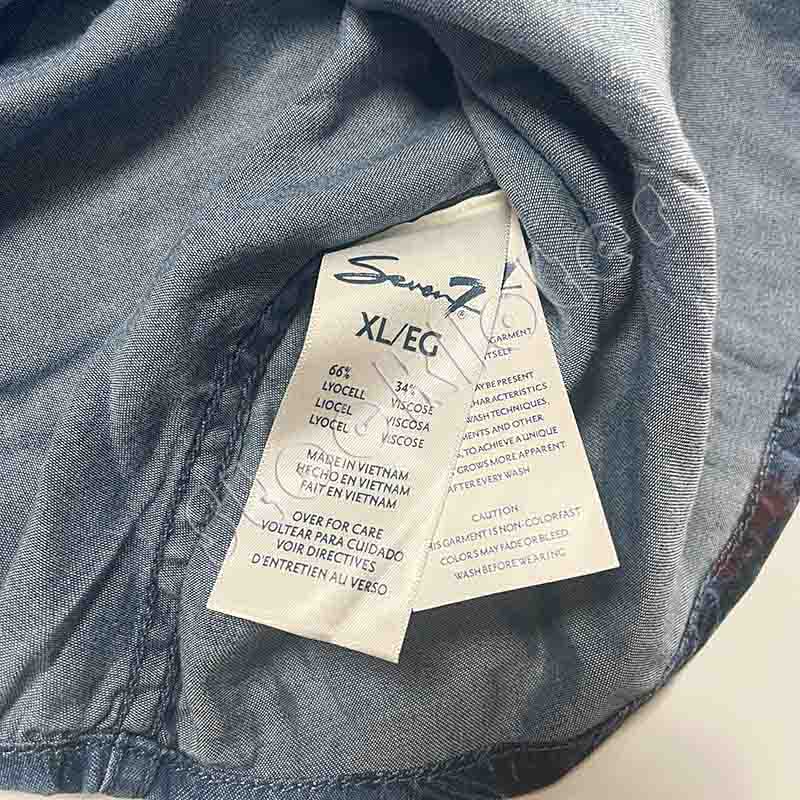 Seven7
®
XL/EG
66% 34%
LYOCELL VISCOSE
LIOCEL VISCOSA
LYOCEL VISCOSE
MADE IN VIETNAM
HECHO EN VIETNAM
FAIT EN VIETNAM
OVER FOR CARE
VOLTEAR PARA CUIDADO
VOIR DIRECTIVES
D'ENTRETIEN AU VERSO
GARMENT
ITSELF
MAY BE PRESENT
CHARACTERISTICS
WASH TECHNIQUES,
MENTS AND OTHER
, TO ACHIEVE A UNIQUE
GROWS MORE APPARENT
AFTER EVERY WASH
CAUTION
THIS GARMENT IS NON-COLORFAST
COLORS MAY FADE OR BLEED
WASH BEFORE WEARING